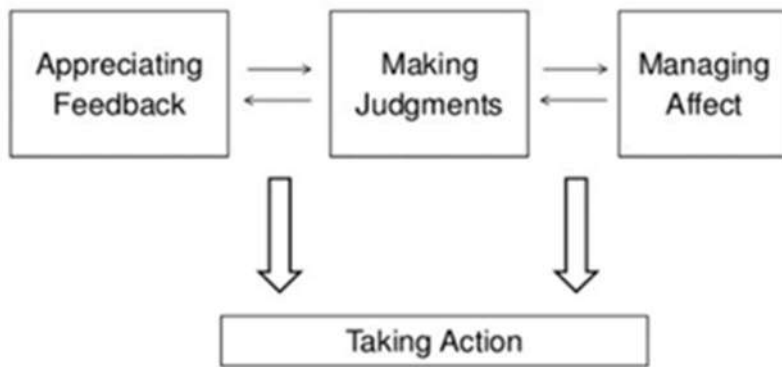 Appreciating
Feedback
Making
Judgments
Managing
Affect
Taking Action